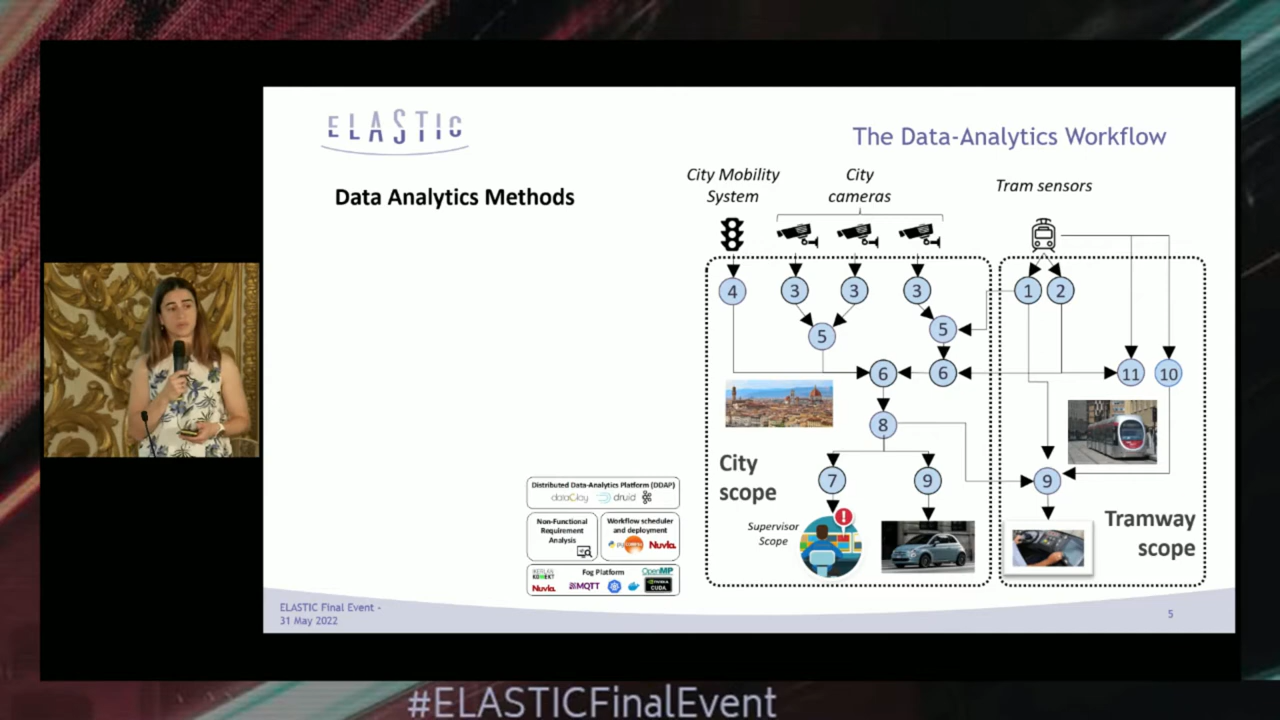 ELASTIC
The Data-Analytics Workflow
Data Analytics Methods
City Mobility
System
City
cameras
Tram sensors
4
3
3
3
1
2
5
5
6
6
11
10
8
City
scope
7
9
9
Supervisor
Scope
!
Tramway
scope
Distributed Data-Analytics Platform (DDAP)
dataClay
druid
Non-Functional
Requirement
Analysis
Workflow scheduler
and deployment
Nuvla
Fog Platform
KONNEKT
OpenMP
Nuvla
MQTT
CUDA
ELASTIC Final Event -
31 May 2022
5
#ELASTICFinalEvent